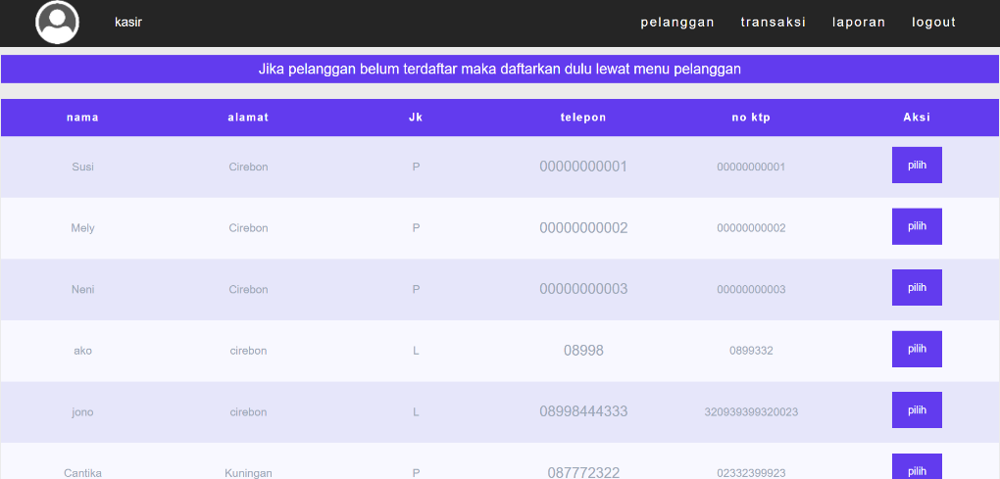 kasir pelanggan transaksi laporan logout
Jika pelanggan belum terdaftar maka daftarkan dulu lewat menu pelanggan
nama alamat Jk telepon no ktp Aksi
Susi Cirebon P 00000000001 00000000001 pilih
Mely Cirebon P 00000000002 00000000002 pilih
Neni Cirebon P 00000000003 00000000003 pilih
ako cirebon L 08998 0899332 pilih
jono cirebon L 08998444333 320939399320023 pilih
Cantika Kuningan P 087772322 02332399923 pilih